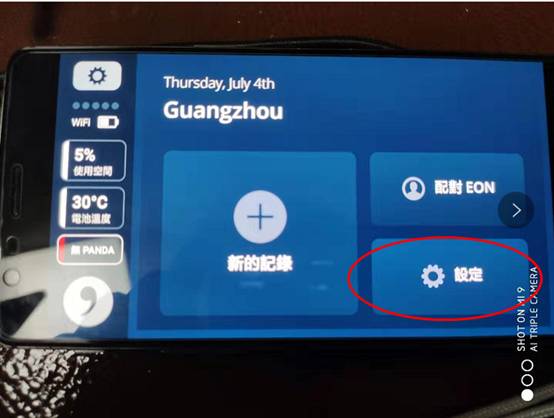 Thursday, July 4th
Guangzhou
WiFi
5%
使用空間
30°C
電池溫度
無 PANDA
新的記錄
配對 EON
設定
SHOT ON MI 9
AI TRIPLE CAMERA